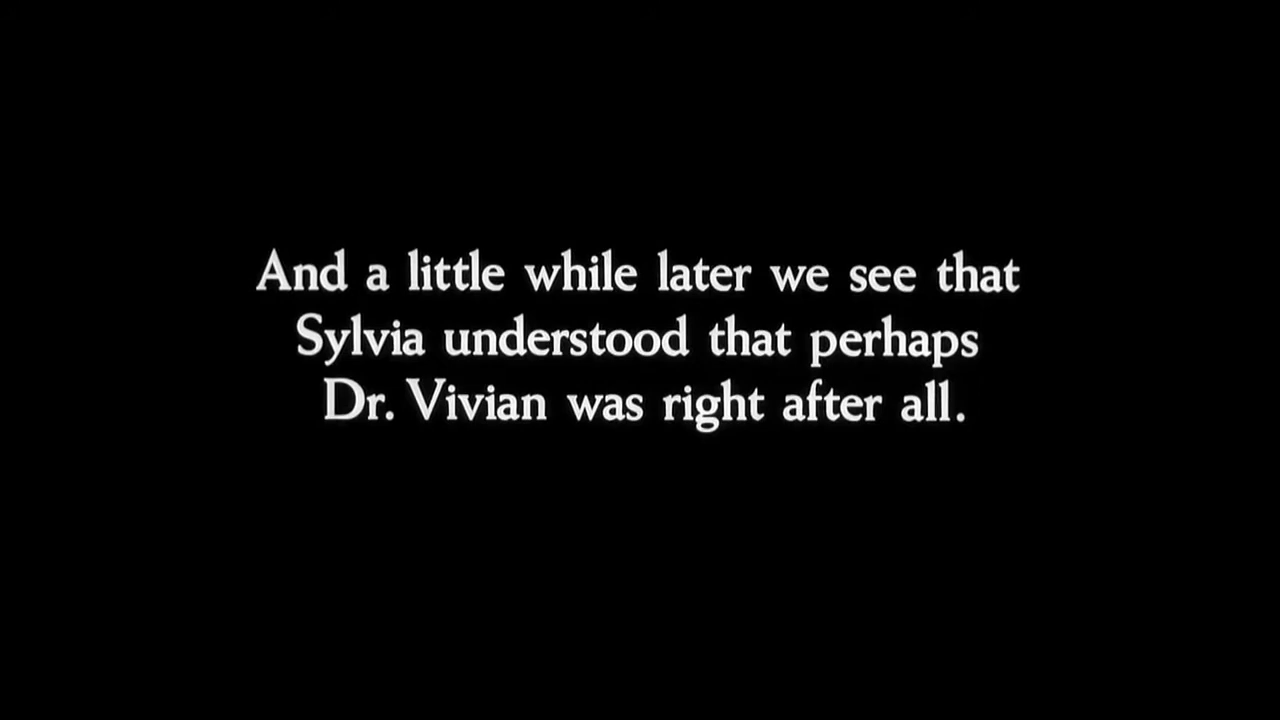 And a little while later we see that
Sylvia understood that perhaps
Dr. Vivian was right after all.